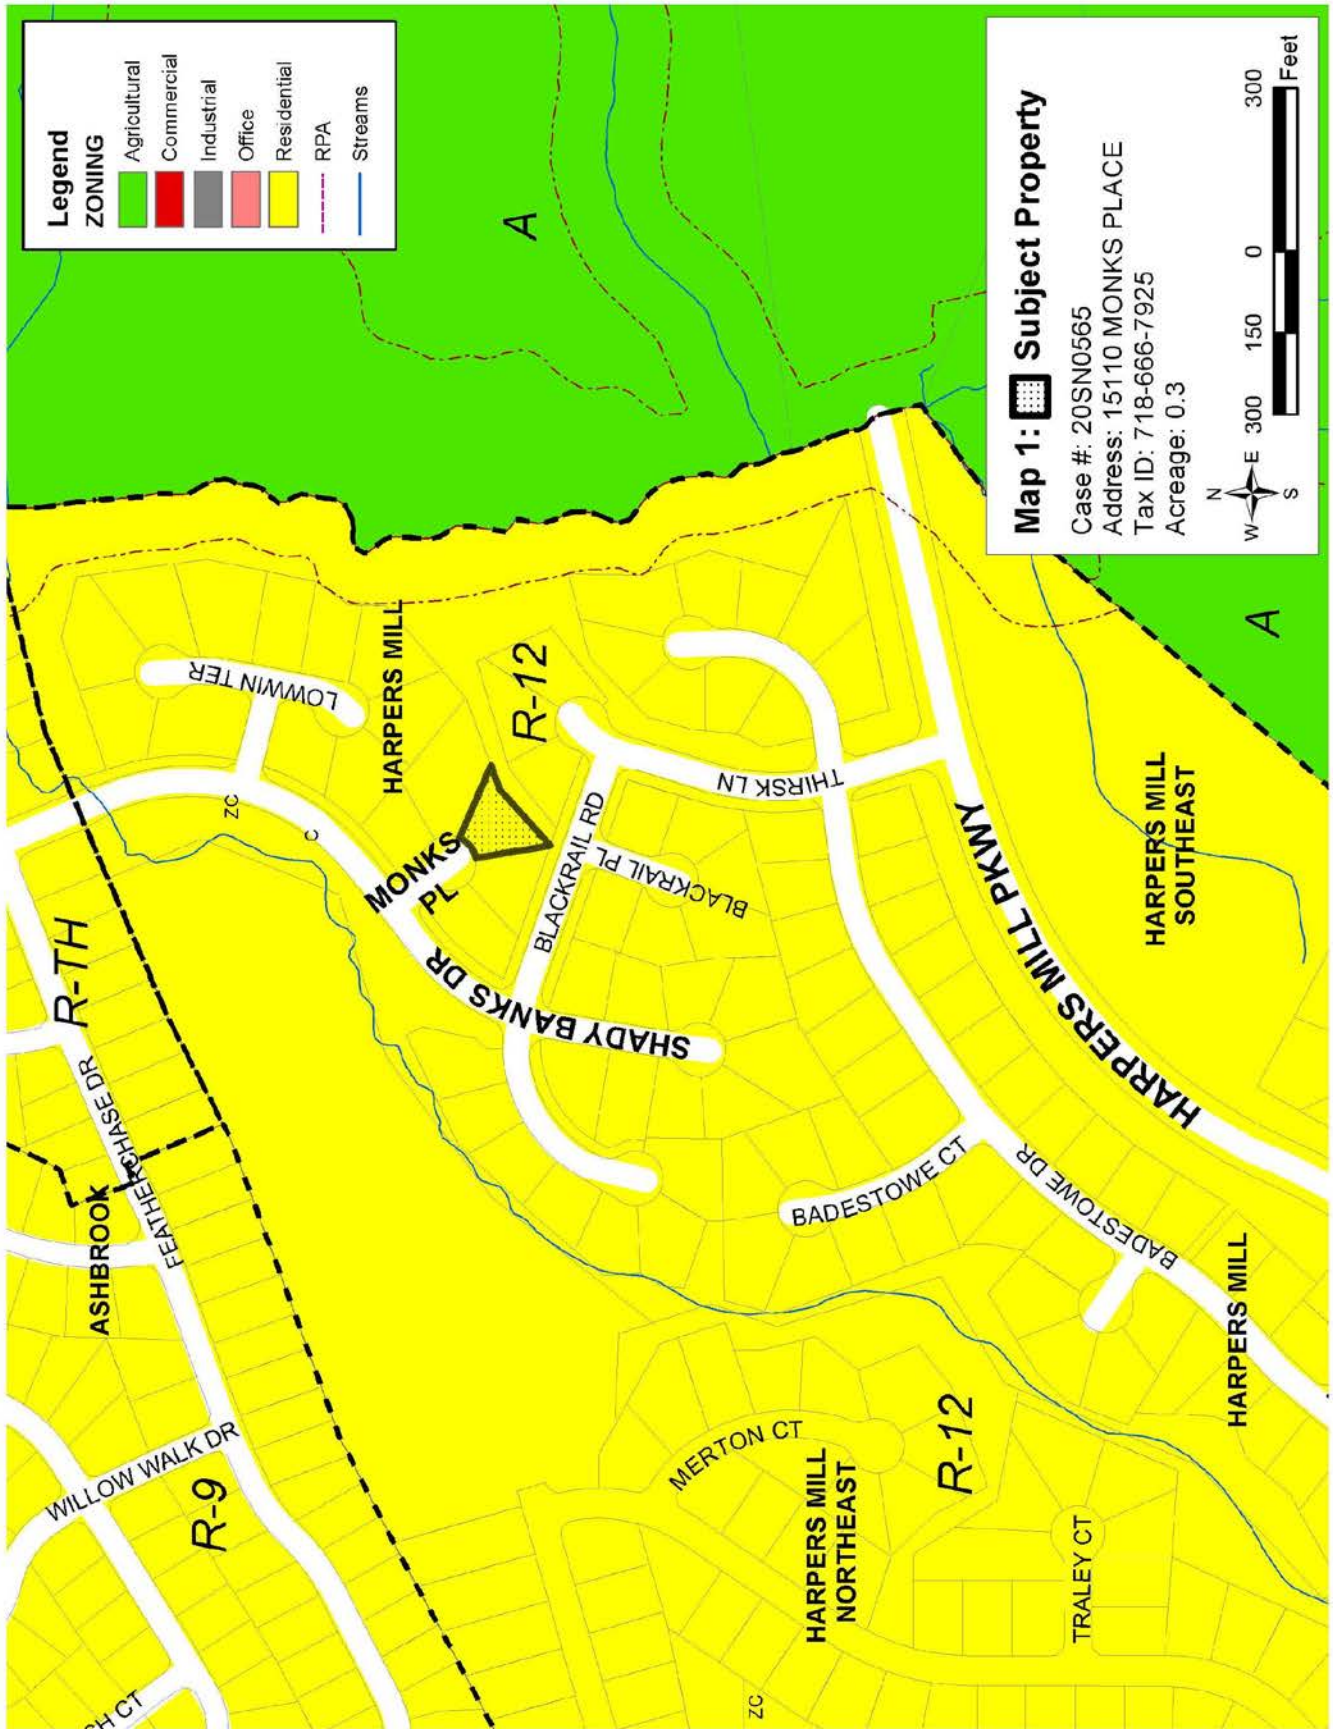 Legend
ZONING
Agricultural
Commercial
Industrial
Office
Residential
RPA
Streams
A
R-TH
ASHBROOK
FEATHERCHASE DR
WILLOW WALK DR
R-9
SH CT
LOWWIN TER
HARPERS MILL
ZC
C
MONKS
PL
R-12
BLACKRAIL RD
BLACKRAIL PL
THIRSK LN
SHADY BANKS DR
HARPERS MILL PKWY
HARPERS MILL
SOUTHEAST
A
BADESTOWE CT
BADESTOWE DR
HARPERS MILL
MERTON CT
HARPERS MILL
NORTHEAST
R-12
TRALEY CT
ZC
Map 1: Subject Property
Case #: 20SN0565
Address: 15110 MONKS PLACE
Tax ID: 718-666-7925
Acreage: 0.3
N
W E
S
300 150 0 300
Feet